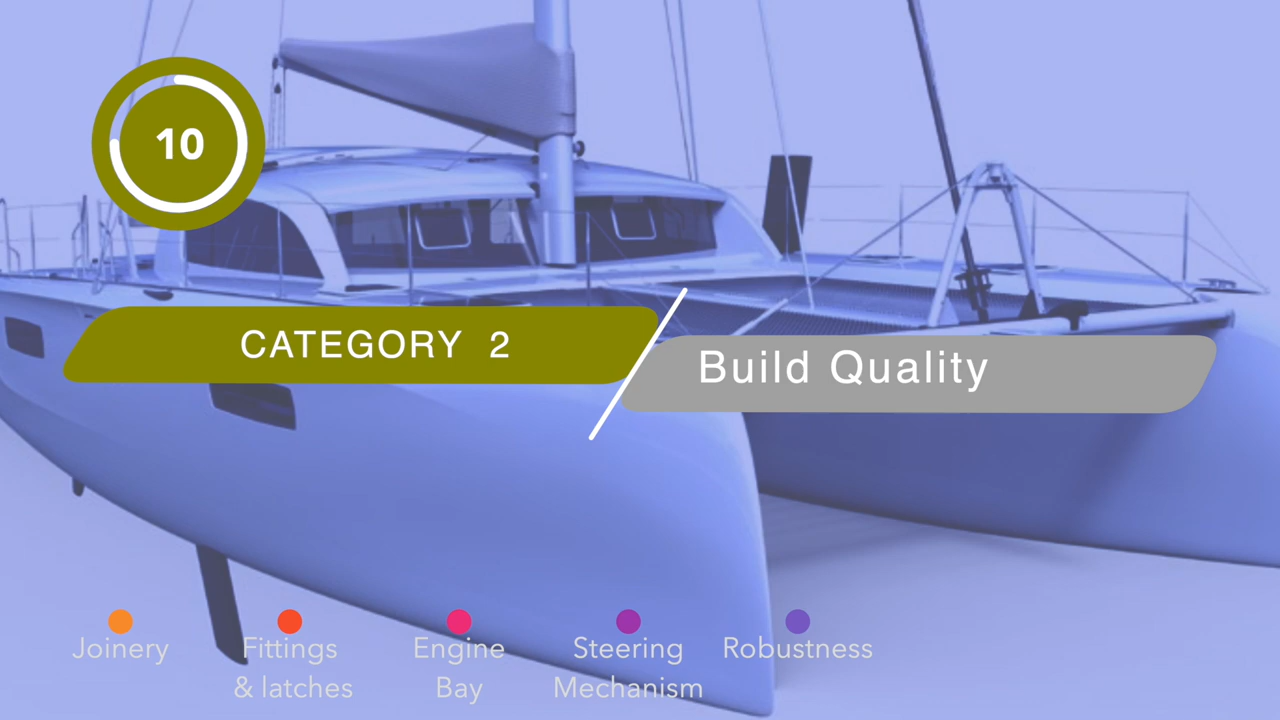 10
CATEGORY 2
Build Quality
Joinery
Fittings
& latches
Engine
Bay
Steering
Mechanism
Robustness